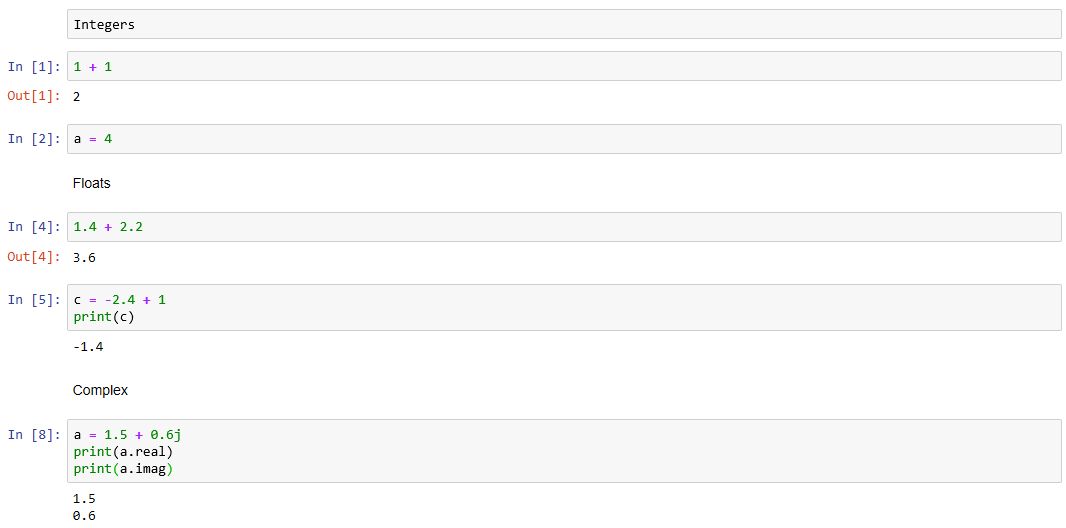 Integers
In [1]: 1 + 1
Out[1]: 2
In [2]: a = 4
Floats
In [4]: 1.4 + 2.2
Out[4]: 3.6
In [5]: c = -2.4 + 1
print(c)
-1.4
Complex
In [8]: a = 1.5 + 0.6j
print(a.real)
print(a.imag)
1.5
0.6